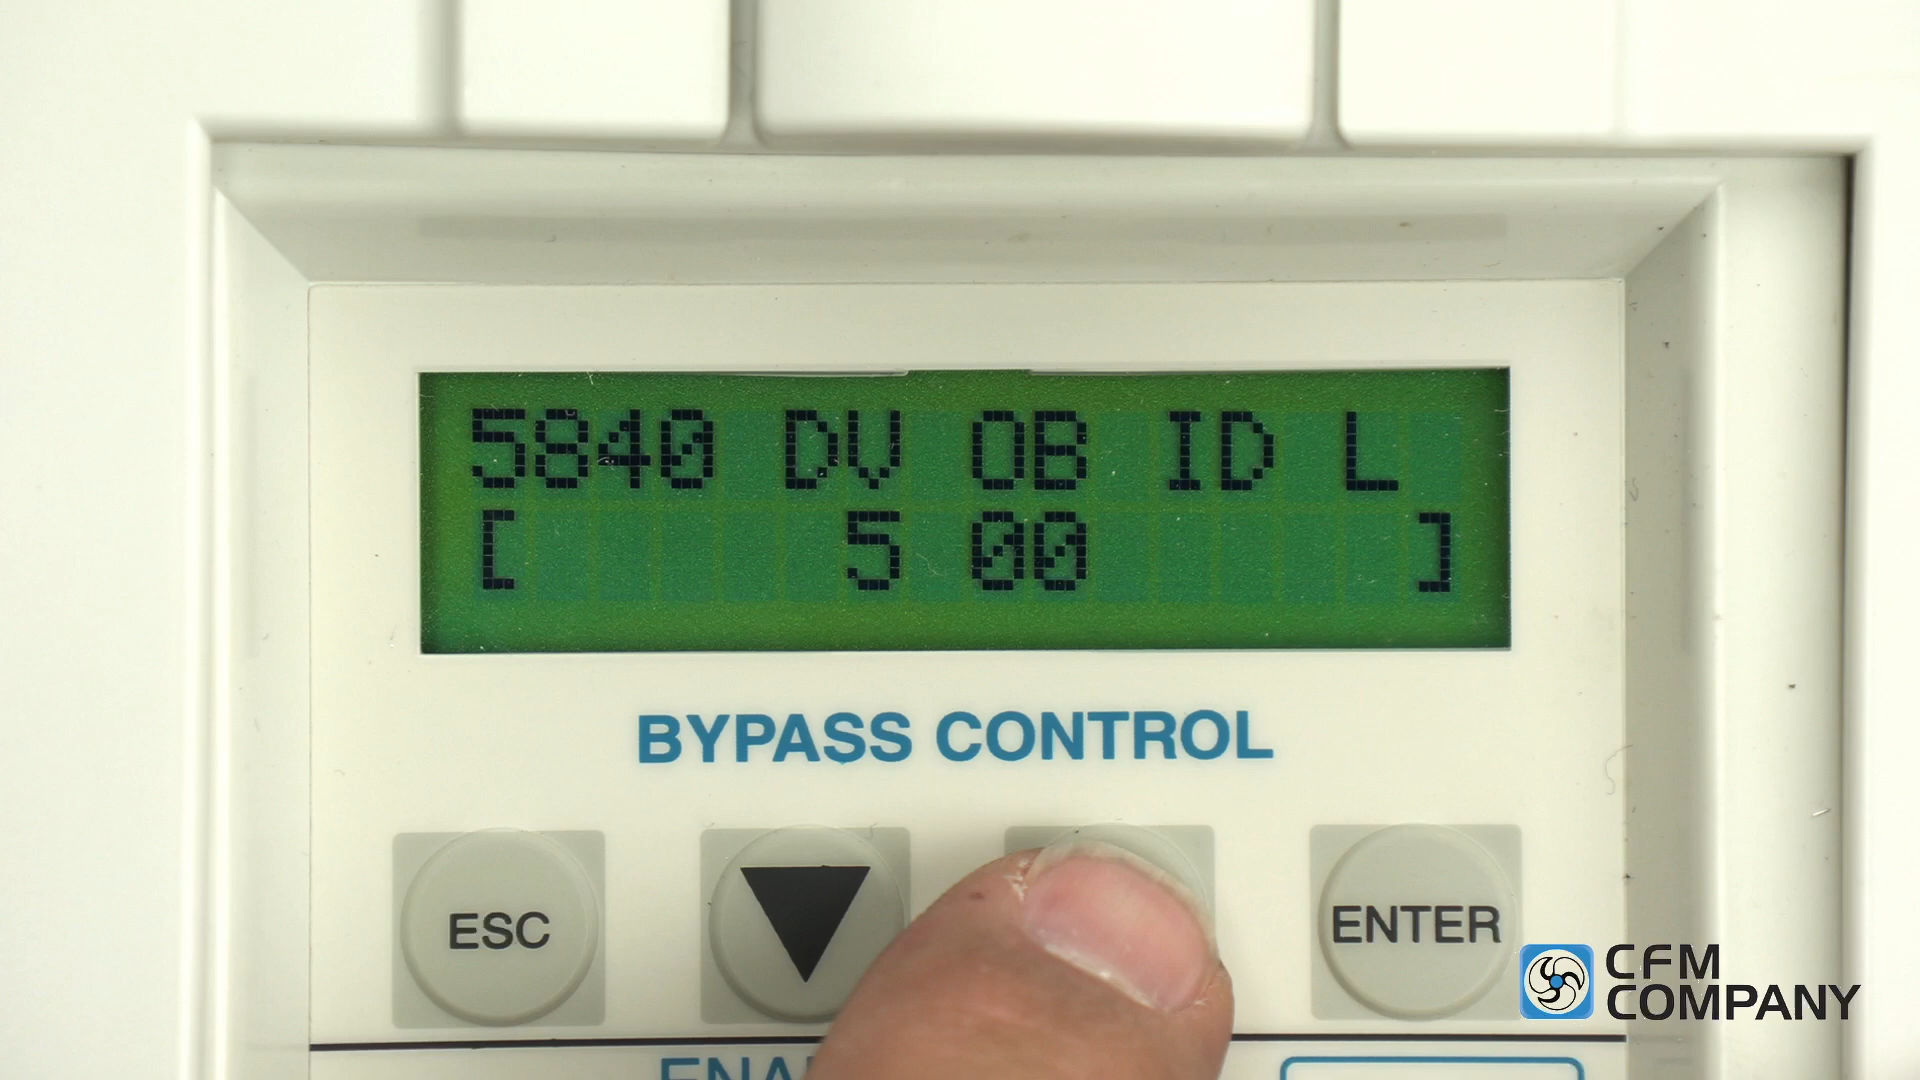 5840 DV OB ID L
[ 5 00 ]
BYPASS CONTROL
ESC
ENTER
CFM
COMPANY